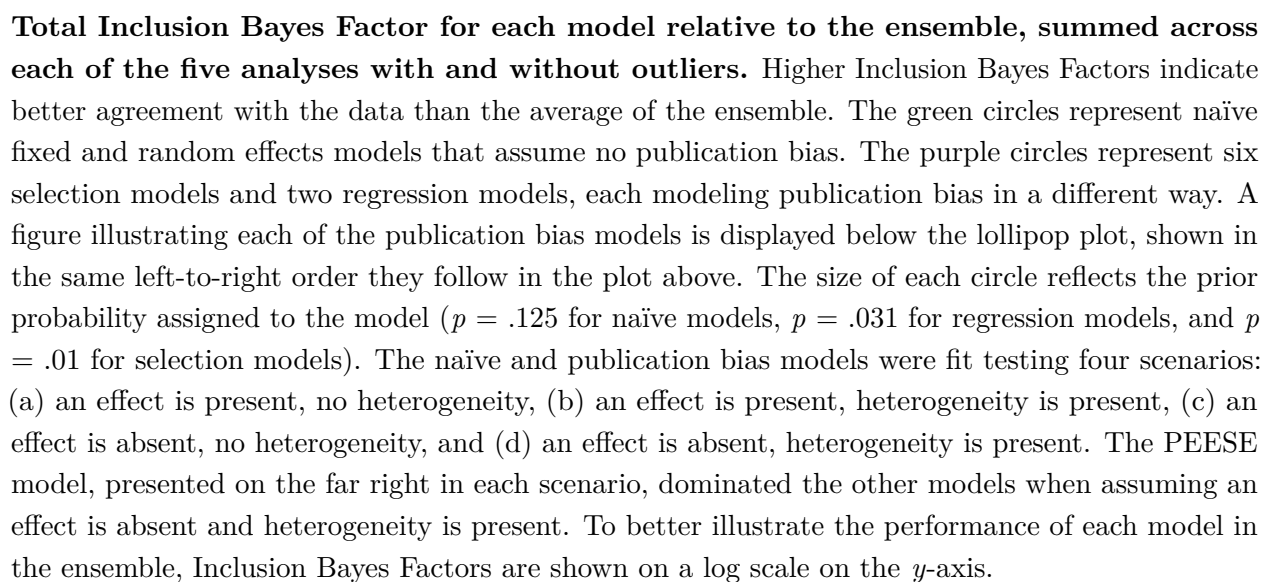 Total Inclusion Bayes Factor for each model relative to the ensemble, summed across
each of the five analyses with and without outliers. Higher Inclusion Bayes Factors indicate
better agreement with the data than the average of the ensemble. The green circles represent naïve
fixed and random effects models that assume no publication bias. The purple circles represent six
selection models and two regression models, each modeling publication bias in a different way. A
figure illustrating each of the publication bias models is displayed below the lollipop plot, shown in
the same left-to-right order they follow in the plot above. The size of each circle reflects the prior
probability assigned to the model (p = .125 for naïve models, p = .031 for regression models, and p
= .01 for selection models). The naïve and publication bias models were fit testing four scenarios:
(a) an effect is present, no heterogeneity, (b) an effect is present, heterogeneity is present, (c) an
effect is absent, no heterogeneity, and (d) an effect is absent, heterogeneity is present. The PEESE
model, presented on the far right in each scenario, dominated the other models when assuming an
effect is absent and heterogeneity is present. To better illustrate the performance of each model in
the ensemble, Inclusion Bayes Factors are shown on a log scale on the y-axis.